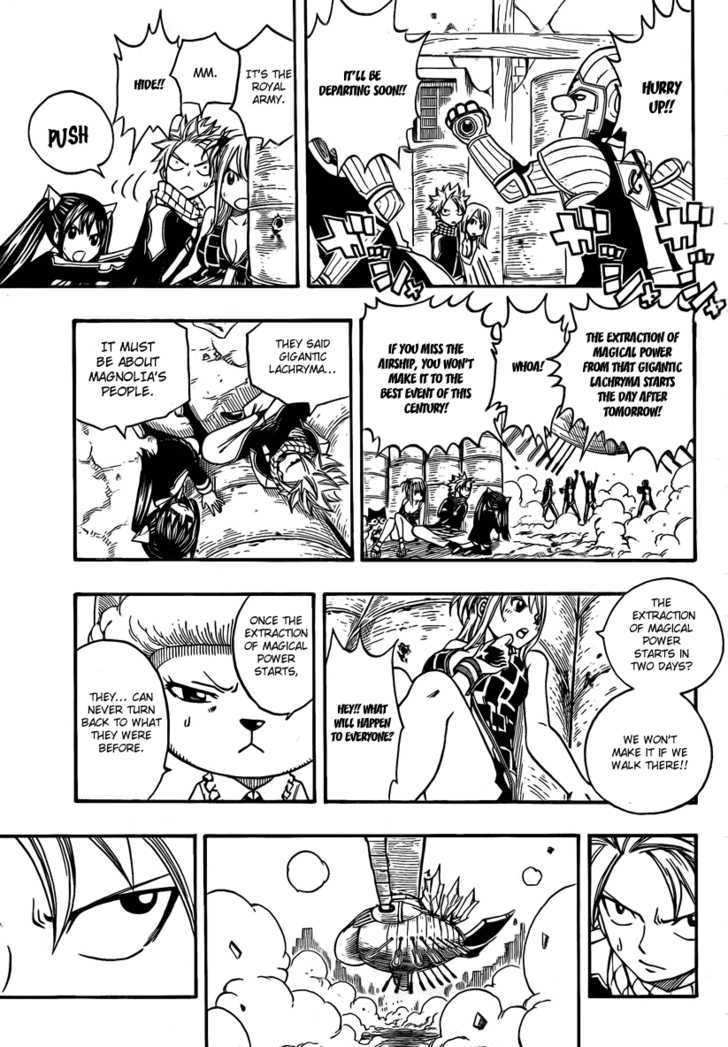 HURRY
UP!!
IT'LL BE
DEPARTING SOON!!
ザッ
ザッ
IT'S THE
ROYAL
ARMY.
MM.
HIDE!!
PUSH
THE EXTRACTION OF
MAGICAL POWER
FROM THAT GIGANTIC
LACHRYMA STARTS
THE DAY AFTER
TOMORROW!
WHOA!
IF YOU MISS THE
AIRSHIP, YOU WON'T
MAKE IT TO THE
BEST EVENT OF THIS
CENTURY!
THEY SAID
GIGANTIC
LACHRYMA...
IT MUST
BE ABOUT
MAGNOLIA'S
PEOPLE.
THE
EXTRACTION
OF MAGICAL
POWER
STARTS IN
TWO DAYS?
WE WON'T
MAKE IT IF WE
WALK THERE!!
HEY!! WHAT
WILL HAPPEN
TO EVERYONE?
ONCE THE
EXTRACTION
OF MAGICAL
POWER
STARTS,
THEY... CAN
NEVER TURN
BACK TO WHAT
THEY WERE
BEFORE.